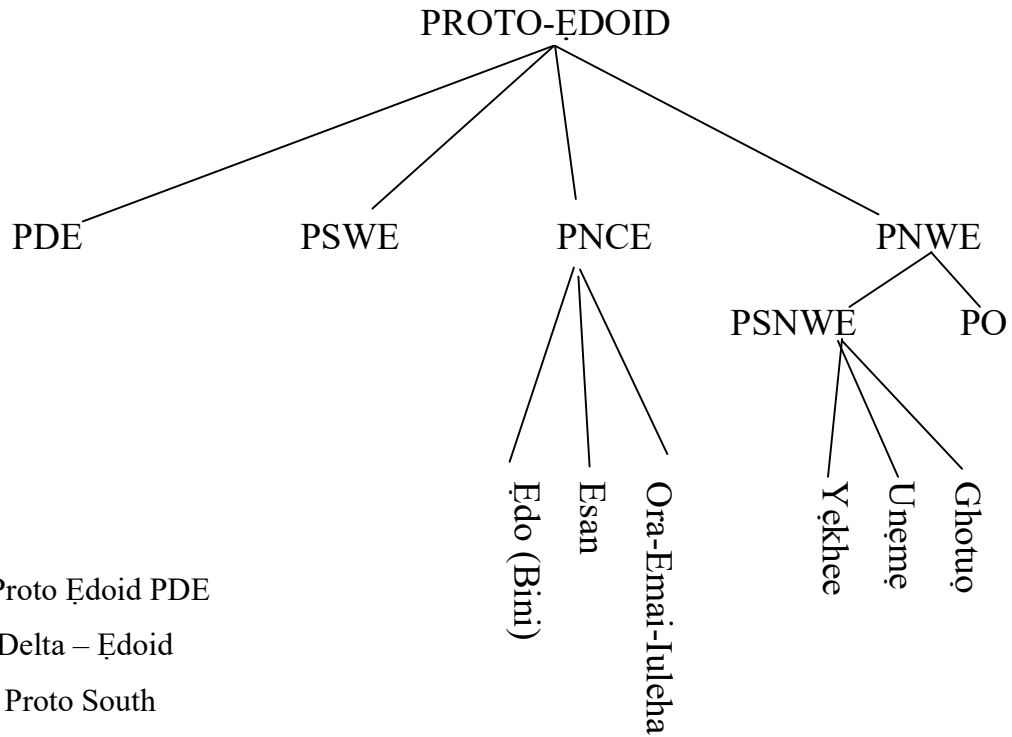 PROTO-ẸDOID
PDE PSWE PNCE PNWE
PSNWE PO
Ẹdo (Bini)
Esan
Ora-Emai-Iuleha
Yẹkhee
Unẹmẹ
Ghotuọ
Proto Ẹdoid PDE
Delta – Ẹdoid
Proto South